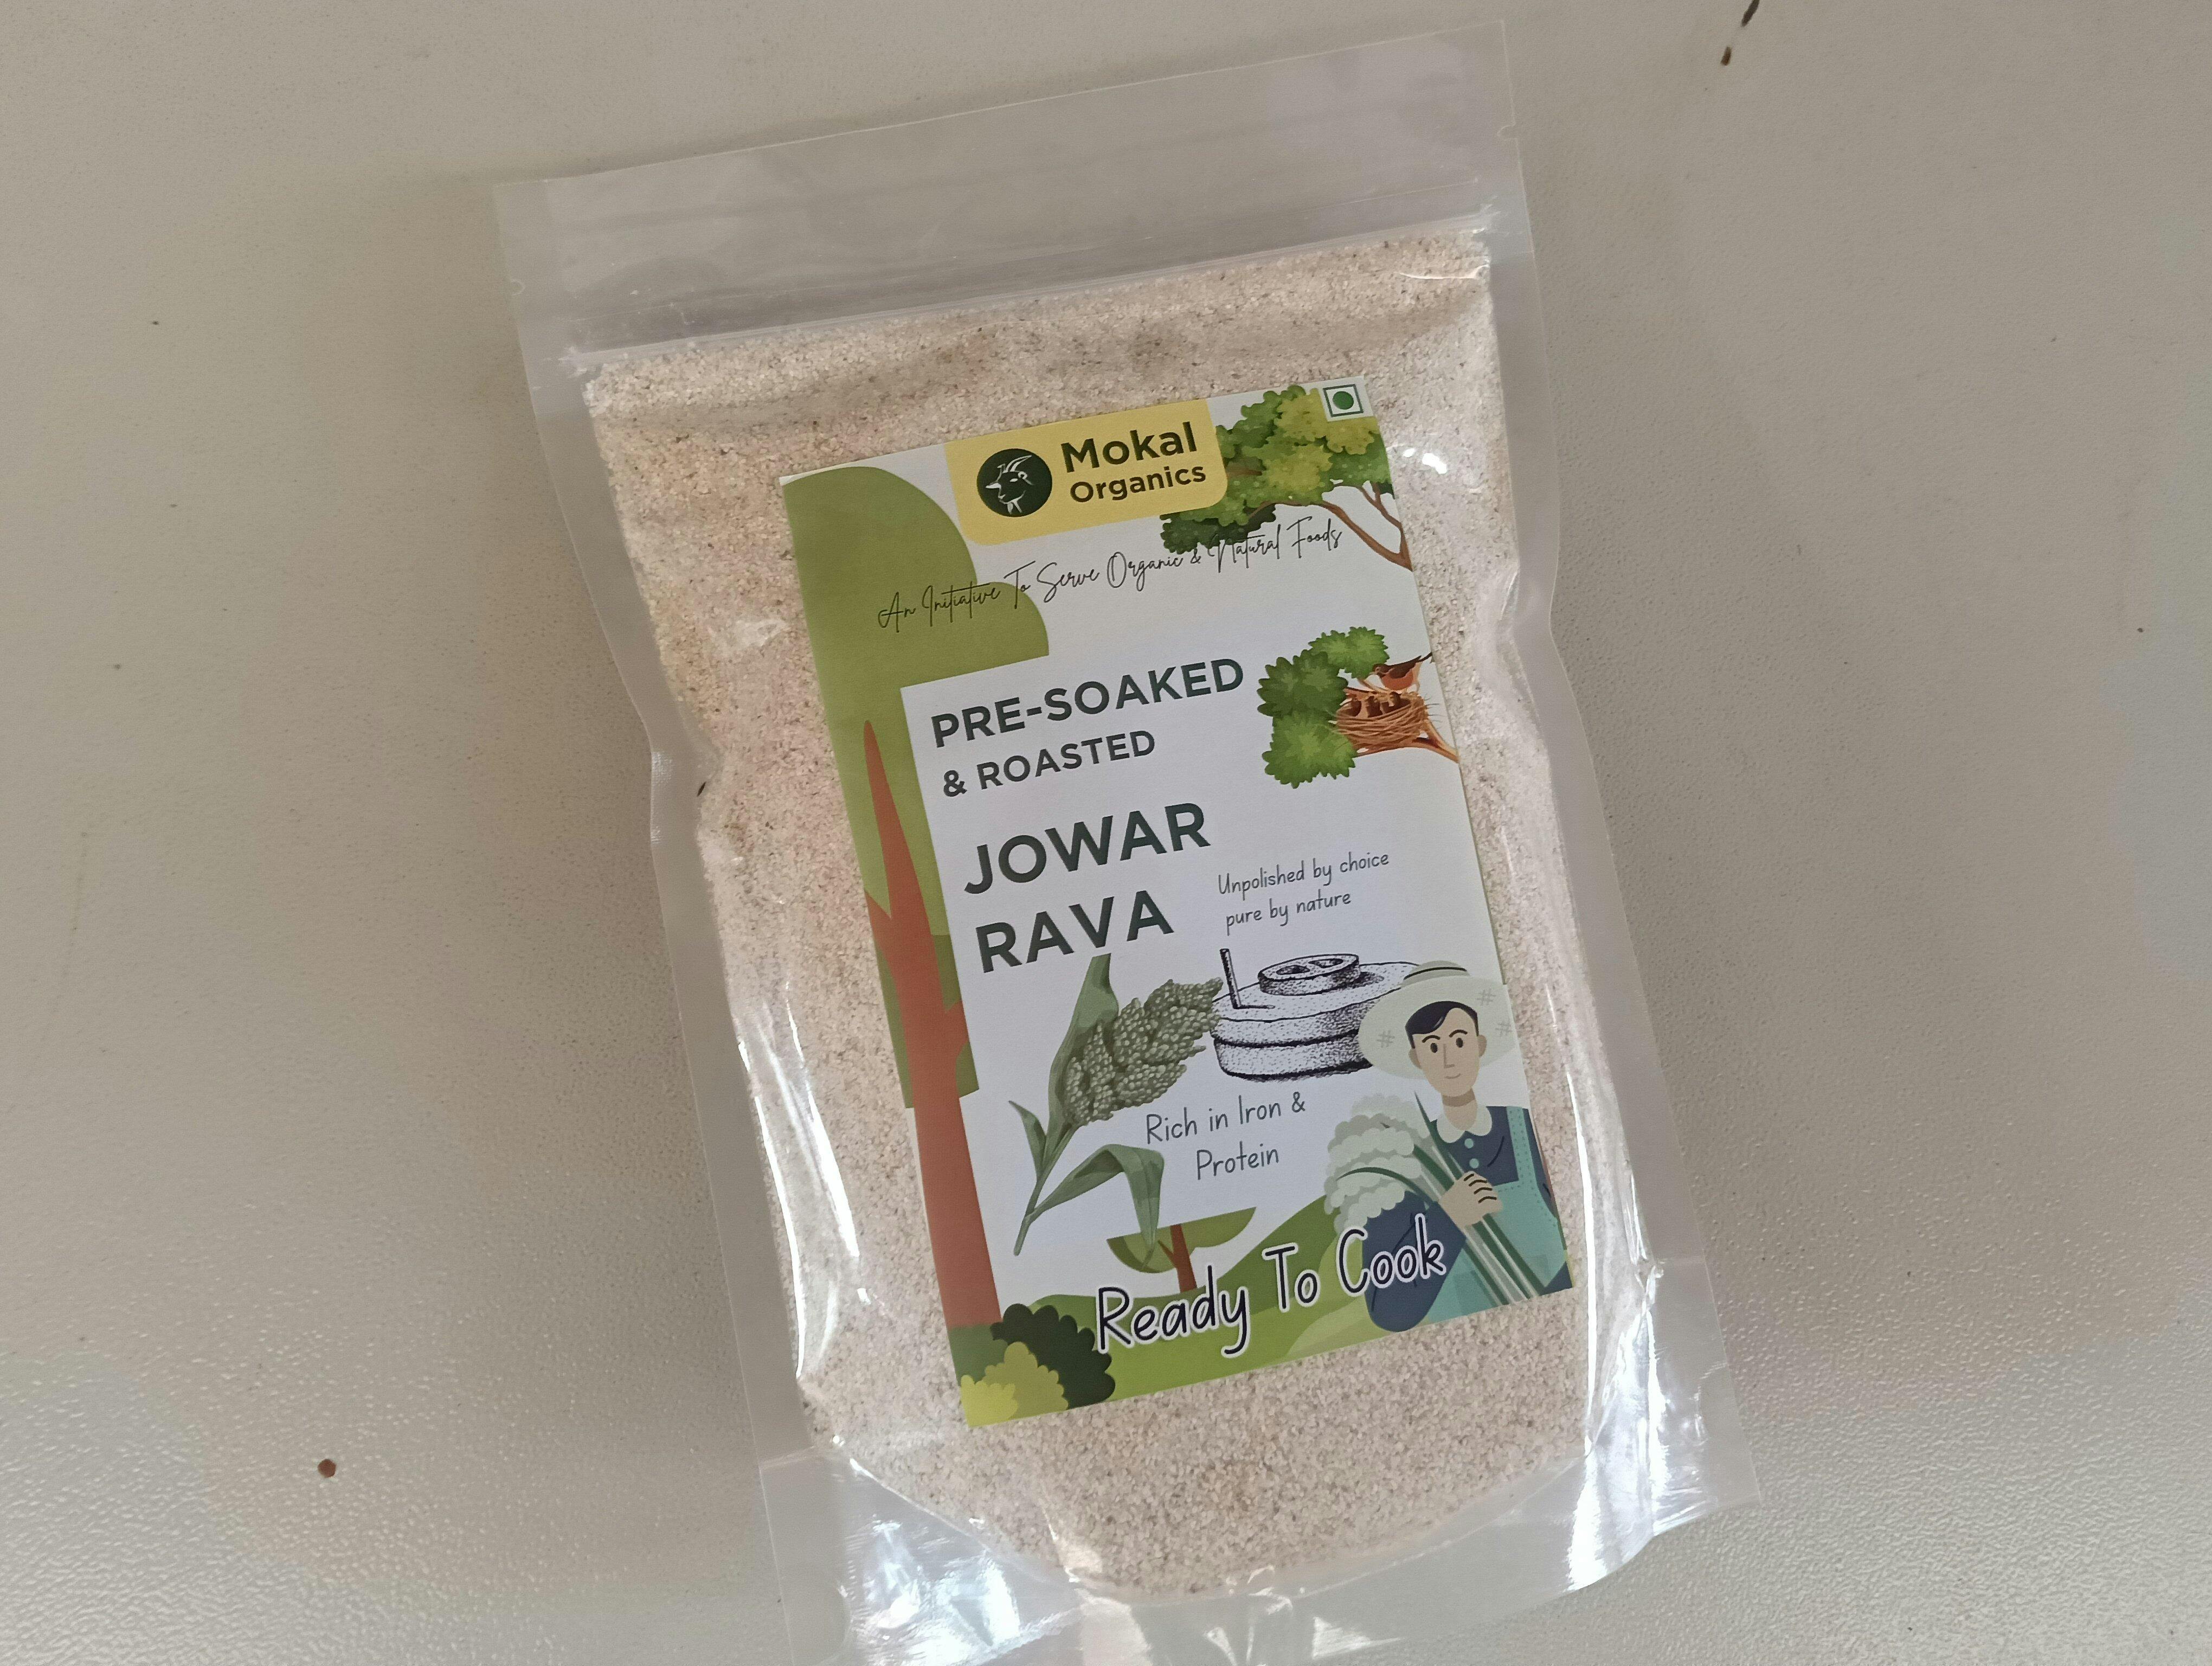 Mokal
Organics
An Initiative To Serve Organic & Natural Foods
PRE-SOAKED
& ROASTED
JOWAR
RAVA
Unpolished by choice
pure by nature
Rich in Iron &
Protein
Ready To Cook